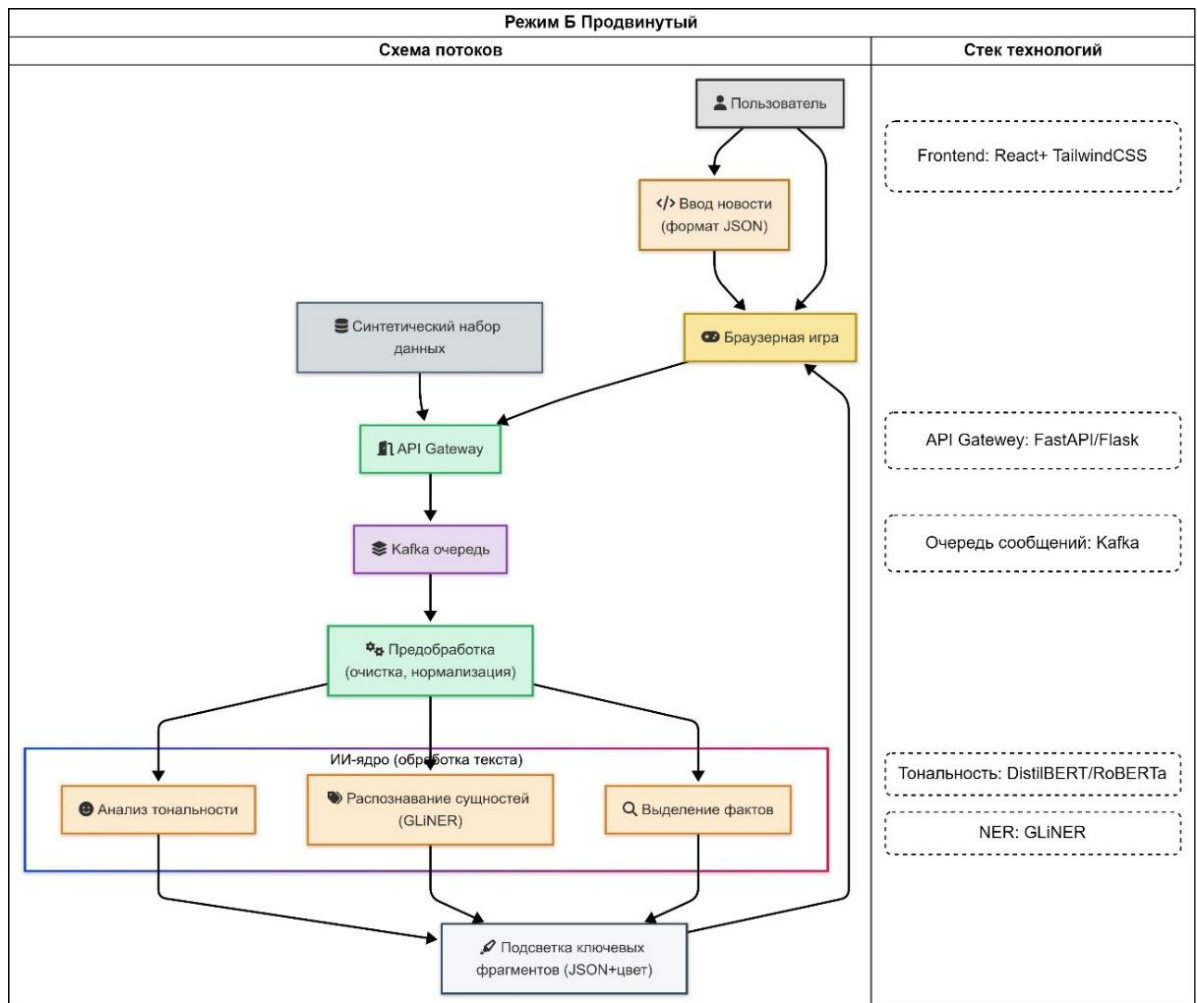 Режим Б Продвинутый
Схема потоков
Стек технологий
Пользователь
Frontend: React+ TailwindCSS
</> Ввод новости
(формат JSON)
Синтетический набор
данных
Браузерная игра
API Gateway
API Gatewey: FastAPI/Flask
Kafka очередь
Очередь сообщений: Kafka
Предобработка
(очистка, нормализация)
ИИ-ядро (обработка текста)
Тональность: DistilBERT/RoBERTa
Анализ тональности
Распознавание сущностей
(GLiNER)
Выделение фактов
NER: GLiNER
Подсветка ключевых
фрагментов (JSON+цвет)